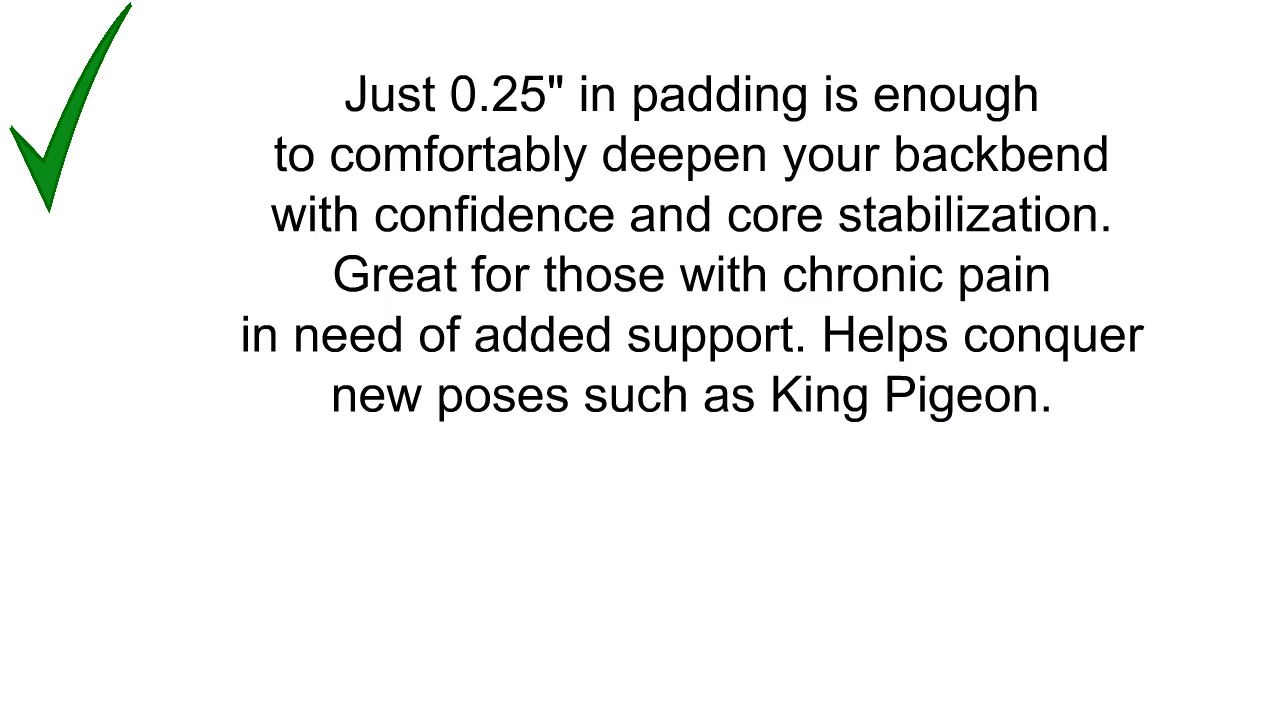 Just 0.25" in padding is enough
to comfortably deepen your backbend
with confidence and core stabilization.
Great for those with chronic pain
in need of added support. Helps conquer
new poses such as King Pigeon.